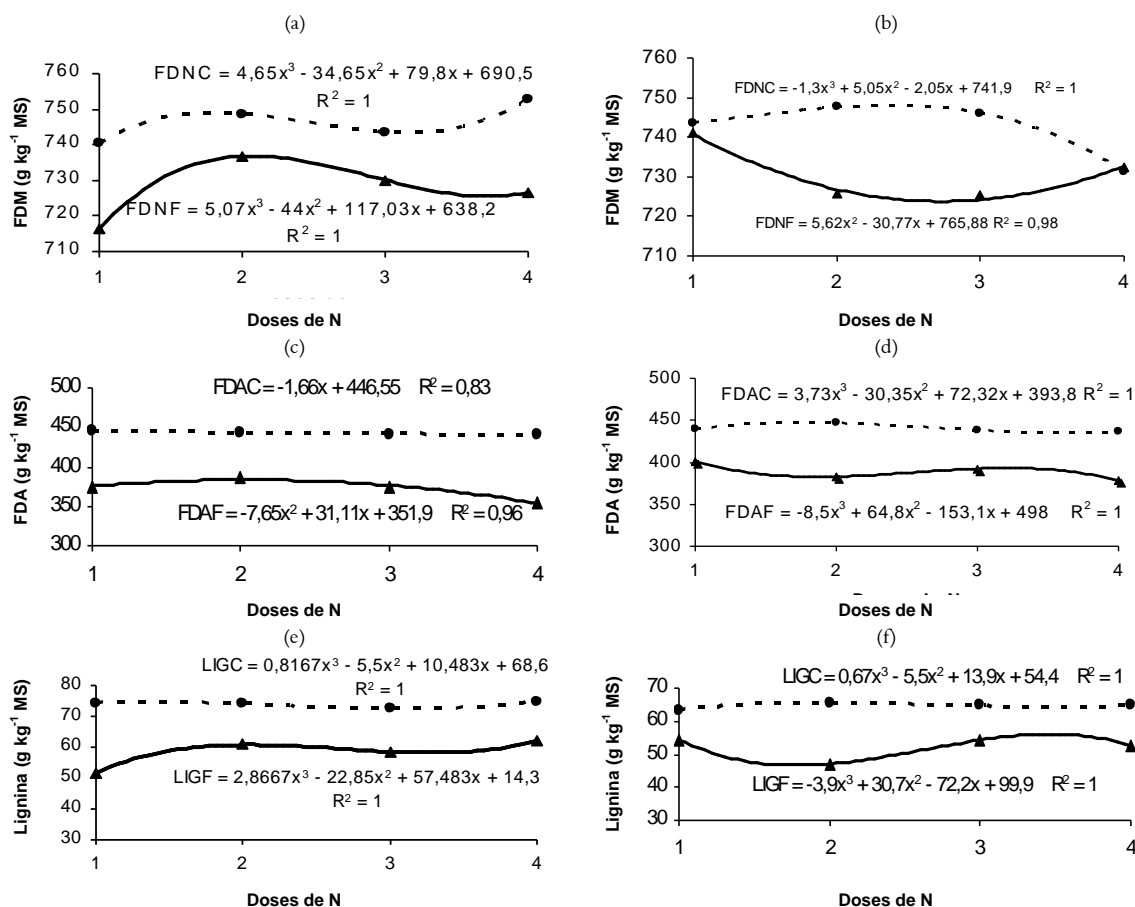 (a)
FDM (g kg⁻¹ MS)
760
750
740
730
720
710
FDNC = 4,65x³ - 34,65x² + 79,8x + 690,5
R² = 1
FDNF = 5,07x³ - 44x² + 117,03x + 638,2
R² = 1
1 2 3 4
Doses de N
(b)
FDM (g kg⁻¹ MS)
760
750
740
730
720
710
FDNC = -1,3x³ + 5,05x² - 2,05x + 741,9 R² = 1
FDNF = 5,62x² - 30,77x + 765,88 R² = 0,98
1 2 3 4
Doses de N
(c)
FDA (g kg⁻¹ MS)
500
450
400
350
300
FDAC = -1,66x + 446,55 R² = 0,83
FDAF = -7,65x² + 31,11x + 351,9 R² = 0,96
1 2 3 4
Doses de N
(d)
FDA (g kg⁻¹ MS)
500
450
400
350
300
FDAC = 3,73x³ - 30,35x² + 72,32x + 393,8 R² = 1
FDAF = -8,5x³ + 64,8x² - 153,1x + 498 R² = 1
1 2 3 4
Doses de N
(e)
Lignina (g kg⁻¹ MS)
80
70
60
50
40
30
LIGC = 0,8167x³ - 5,5x² + 10,483x + 68,6
R² = 1
LIGF = 2,8667x³ - 22,85x² + 57,483x + 14,3
R² = 1
1 2 3 4
Doses de N
(f)
Lignina (g kg⁻¹ MS)
70
60
50
40
30
LIGC = 0,67x³ - 5,5x² + 13,9x + 54,4 R² = 1
LIGF = -3,9x³ + 30,7x² - 72,2x + 99,9 R² = 1
1 2 3 4
Doses de N